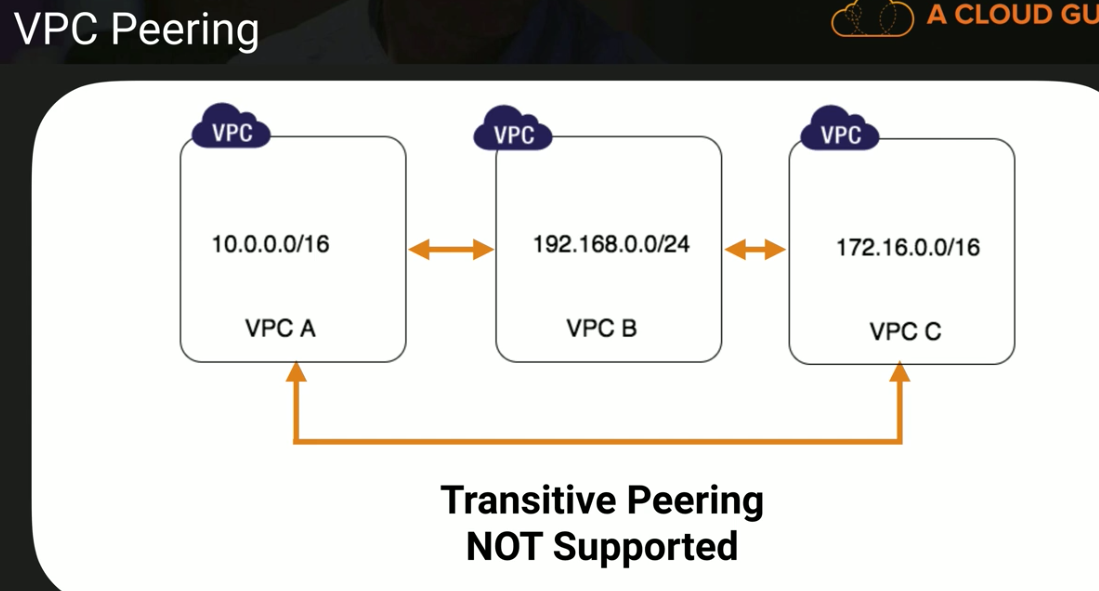 VPC Peering
A CLOUD GU
VPC
VPC
VPC
10.0.0.0/16
192.168.0.0/24
172.16.0.0/16
VPC A
VPC B
VPC C
Transitive Peering
NOT Supported